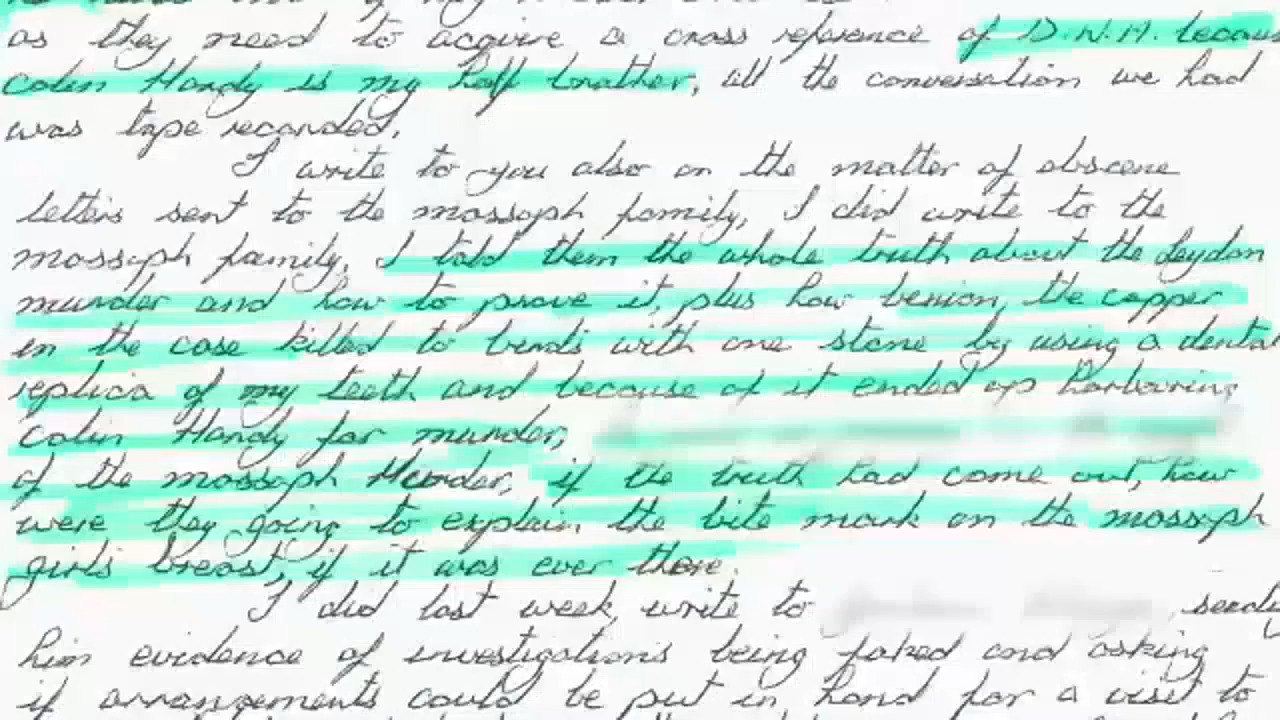 as they need to acquire a cross referance of D.N.A. becaus
colin Handy is my half brother, all the conversation we had
was tape recorded.
I write to you also on the matter of obscene
letters sent to the mossoph family, I did write to the
mossoph family, I told them the whole truth about the Leydon
murder and how to prove it, plus how benion, the copper
in the case killed to birds with one stone by using a dental
replica of my teeth and because of it ended up harbouring
colin Handy for murder,
of the mossoph Murder, if the truth had come out, how
were they going to explain the bite mark on the mossoph
girls breast, if it was ever there.
I did last week, write to
him evidence of investigations being faked and asking
if arrangements could be put in hand for a visit to